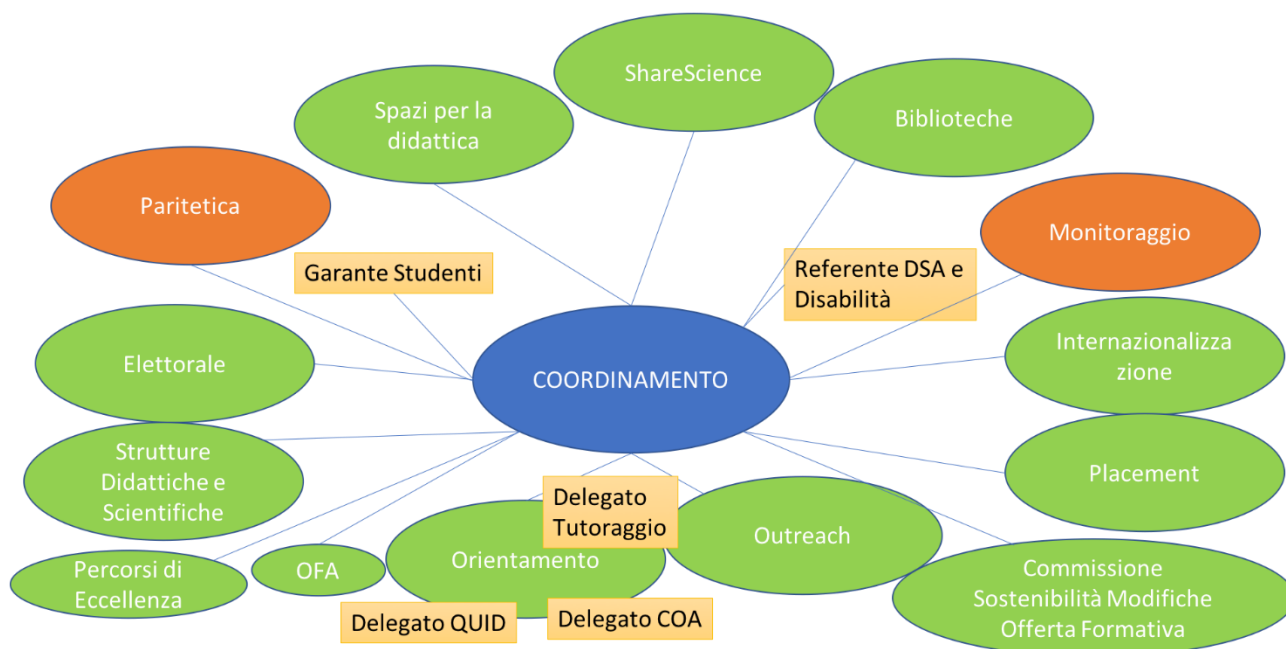 ShareScience
Spazi per la
didattica
Biblioteche
Paritetica
Monitoraggio
Garante Studenti
Referente DSA e
Disabilità
Elettorale
COORDINAMENTO
Internazionalizza
zione
Strutture
Didattiche e
Scientifiche
Placement
Delegato
Tutoraggio
Percorsi di
Eccellenza
OFA
Orientamento
Outreach
Commissione
Sostenibilità Modifiche
Offerta Formativa
Delegato QUID
Delegato COA